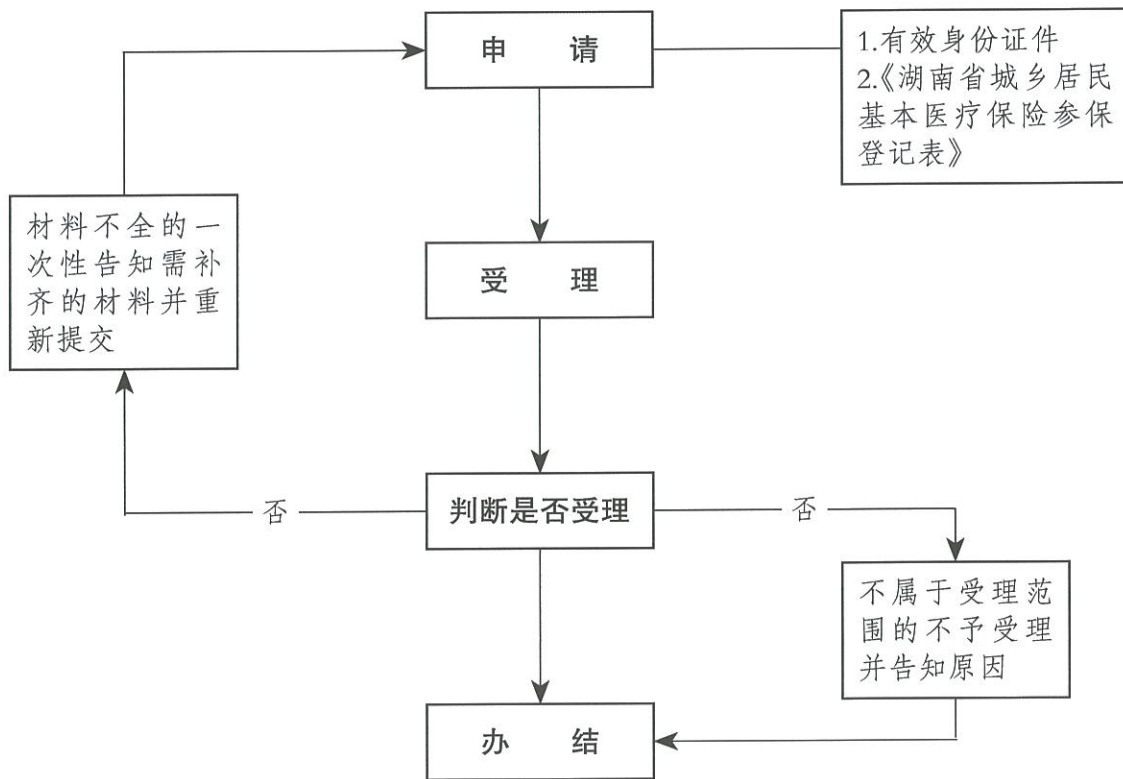 申 请
1.有效身份证件
2.《湖南省城乡居民
基本医疗保险参保
登记表》
材料不全的一
次性告知需补
齐的材料并重
新提交
受 理
否
判断是否受理
否
不属于受理范
围的不予受理
并告知原因
办 结